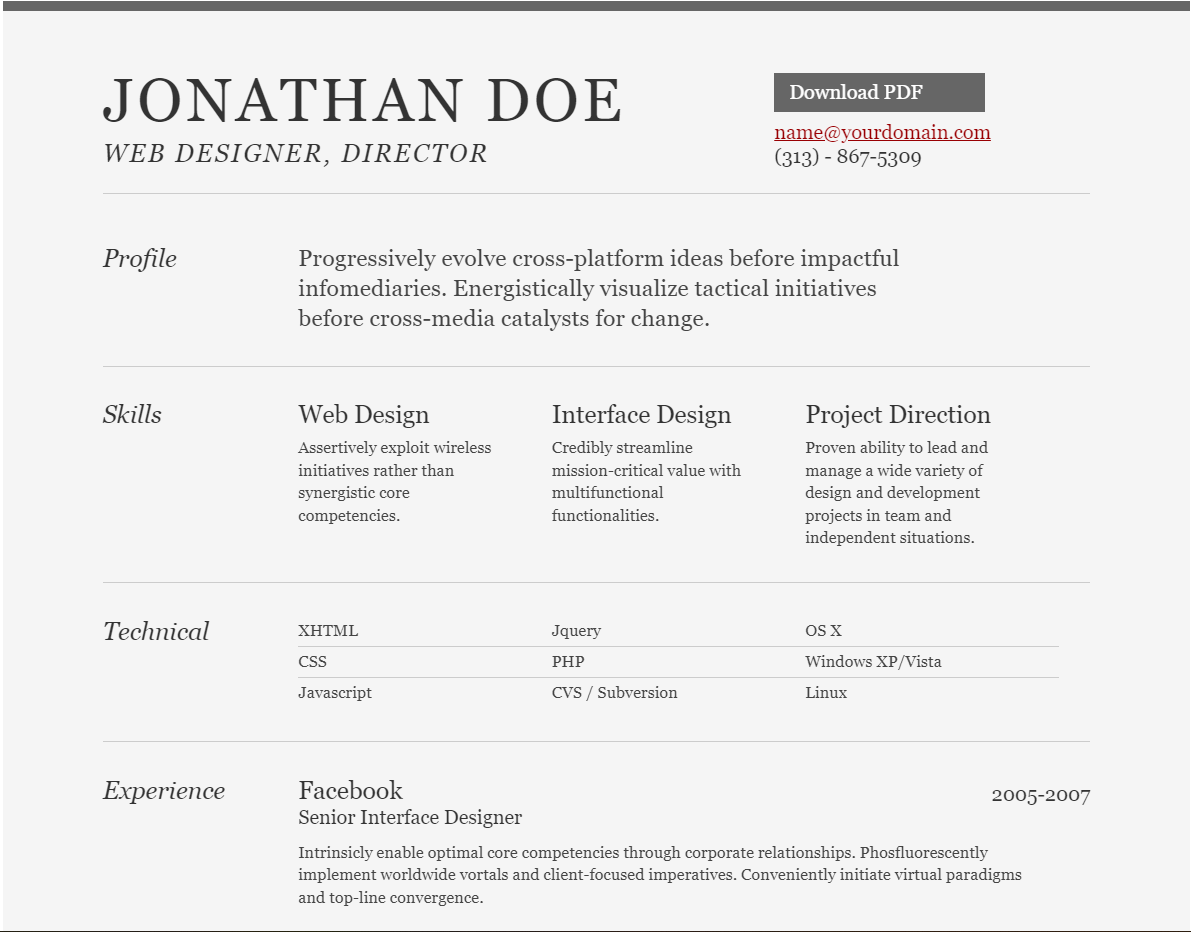 JONATHAN DOE
WEB DESIGNER, DIRECTOR
Download PDF
name@yourdomain.com
(313) - 867-5309
Profile
Progressively evolve cross-platform ideas before impactful
infomediaries. Energistically visualize tactical initiatives
before cross-media catalysts for change.
Skills
Web Design
Assertively exploit wireless
initiatives rather than
synergistic core
competencies.
Interface Design
Credibly streamline
mission-critical value with
multifunctional
functionalities.
Project Direction
Proven ability to lead and
manage a wide variety of
design and development
projects in team and
independent situations.
Technical
XHTML Jquery OS X
CSS PHP Windows XP/Vista
Javascript CVS / Subversion Linux
Experience
Facebook 2005-2007
Senior Interface Designer
Intrinsicly enable optimal core competencies through corporate relationships. Phosfluorescently
implement worldwide vortals and client-focused imperatives. Conveniently initiate virtual paradigms
and top-line convergence.